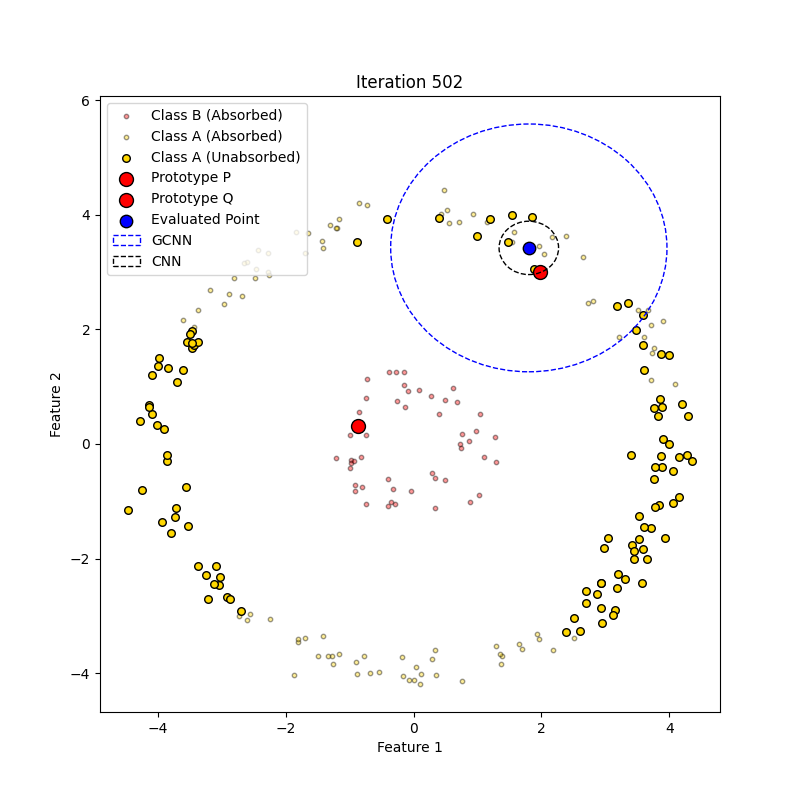 Iteration 502
Class B (Absorbed)
Class A (Absorbed)
Class A (Unabsorbed)
Prototype P
Prototype Q
Evaluated Point
GCNN
CNN
6
4
2
0
−2
−4
Feature 2
−4
−2
0
2
4
Feature 1